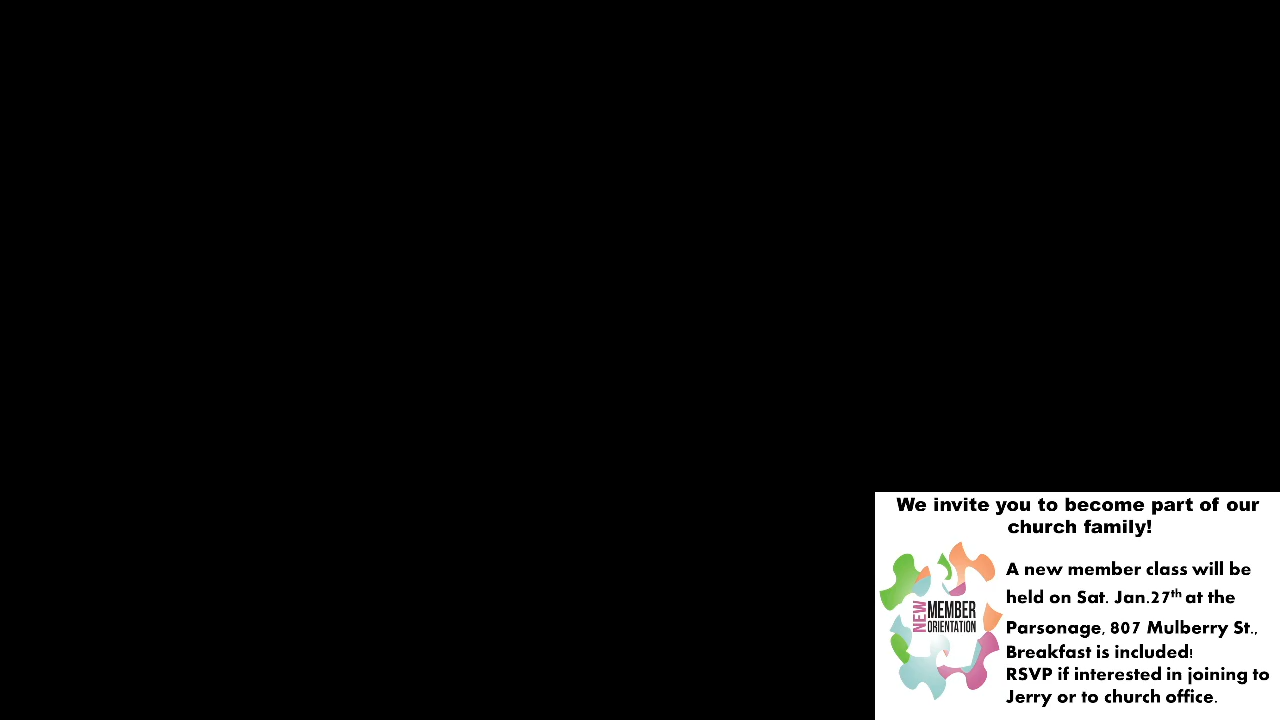 We invite you to become part of our
church family!
NEW
MEMBER
ORIENTATION
A new member class will be
held on Sat. Jan.27th at the
Parsonage, 807 Mulberry St.,
Breakfast is included!
RSVP if interested in joining to
Jerry or to church office.